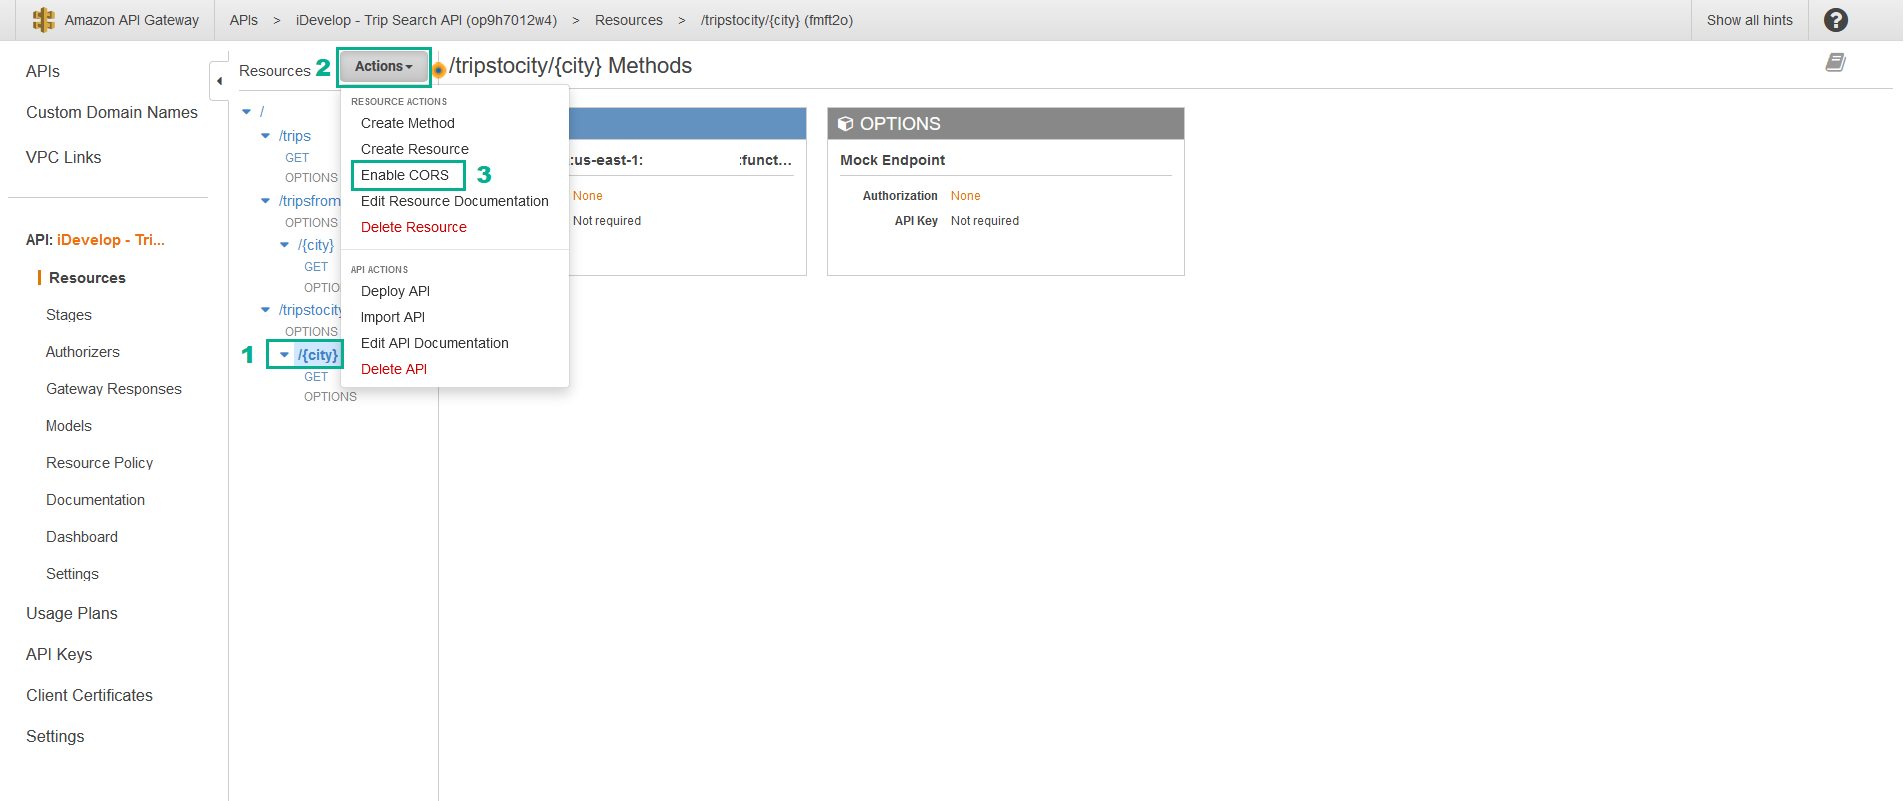 Amazon API Gateway
APIs > iDevelop - Trip Search API (op9h7012w4) > Resources > /tripstocity/{city} (fmft2o)
Show all hints
?
APIs
Custom Domain Names
VPC Links
API: iDevelop - Tri...
Resources
Stages
Authorizers
Gateway Responses
Models
Resource Policy
Documentation
Dashboard
Settings
Usage Plans
API Keys
Client Certificates
Settings
Resources 2 Actions
/
/trips
GET
OPTIONS
/tripsfrom
OPTIONS
/{city}
GET
OPTIO
/tripstocity
OPTIONS
1 /{city}
GET
OPTIONS
RESOURCE ACTIONS
Create Method
Create Resource
Enable CORS 3
Edit Resource Documentation
Delete Resource
API ACTIONS
Deploy API
Import API
Edit API Documentation
Delete API
/tripstocity/{city} Methods
:us-east-1: :funct...
None
Not required
OPTIONS
Mock Endpoint
Authorization None
API Key Not required